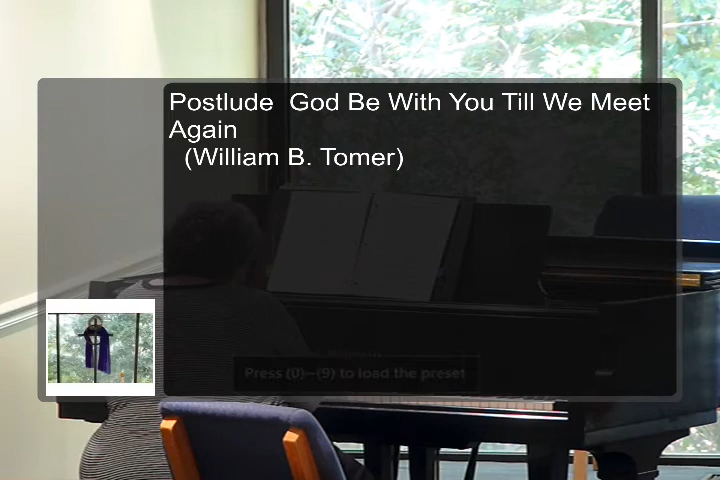 Postlude  God Be With You Till We Meet
Again
(William B. Tomer)
Press (0)–(9) to load the preset